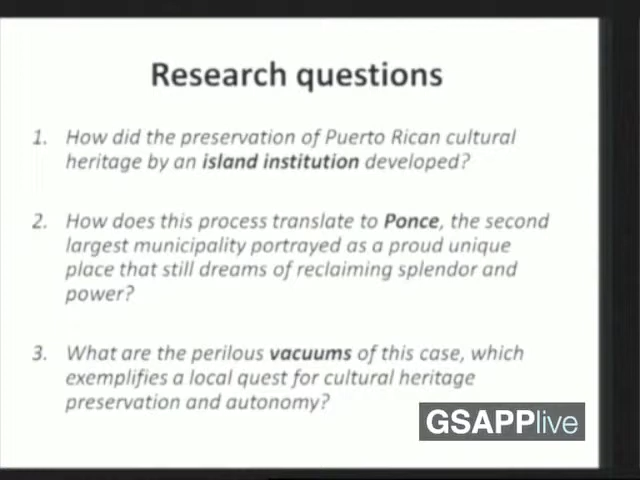 Research questions
1. How did the preservation of Puerto Rican cultural
heritage by an island institution developed?
2. How does this process translate to Ponce, the second
largest municipality portrayed as a proud unique
place that still dreams of reclaiming splendor and
power?
3. What are the perilous vacuums of this case, which
exemplifies a local quest for cultural heritage
preservation and autonomy?
GSAPPlive